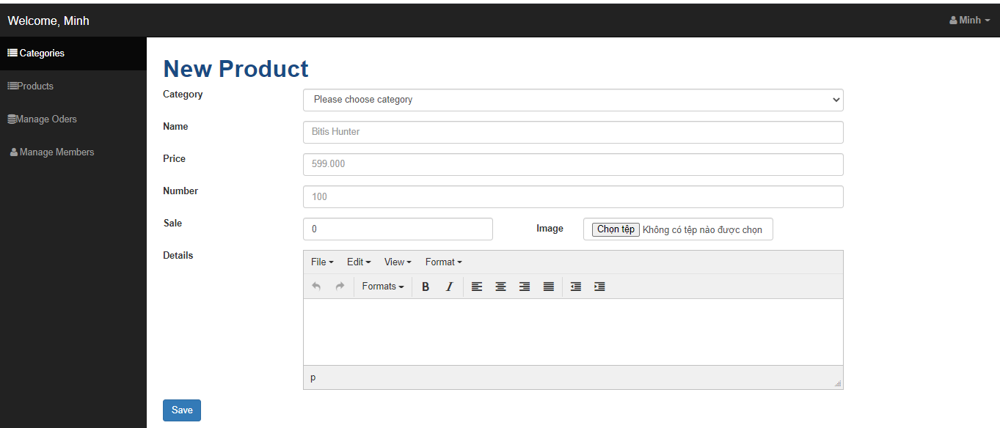 Welcome, Minh
Minh
Categories
Products
Manage Oders
Manage Members
New Product
Category
Please choose category
Name
Bitis Hunter
Price
599.000
Number
100
Sale
0
Image
Chọn tệp Không có tệp nào được chọn
Details
File Edit View Format
Formats B I
p
Save